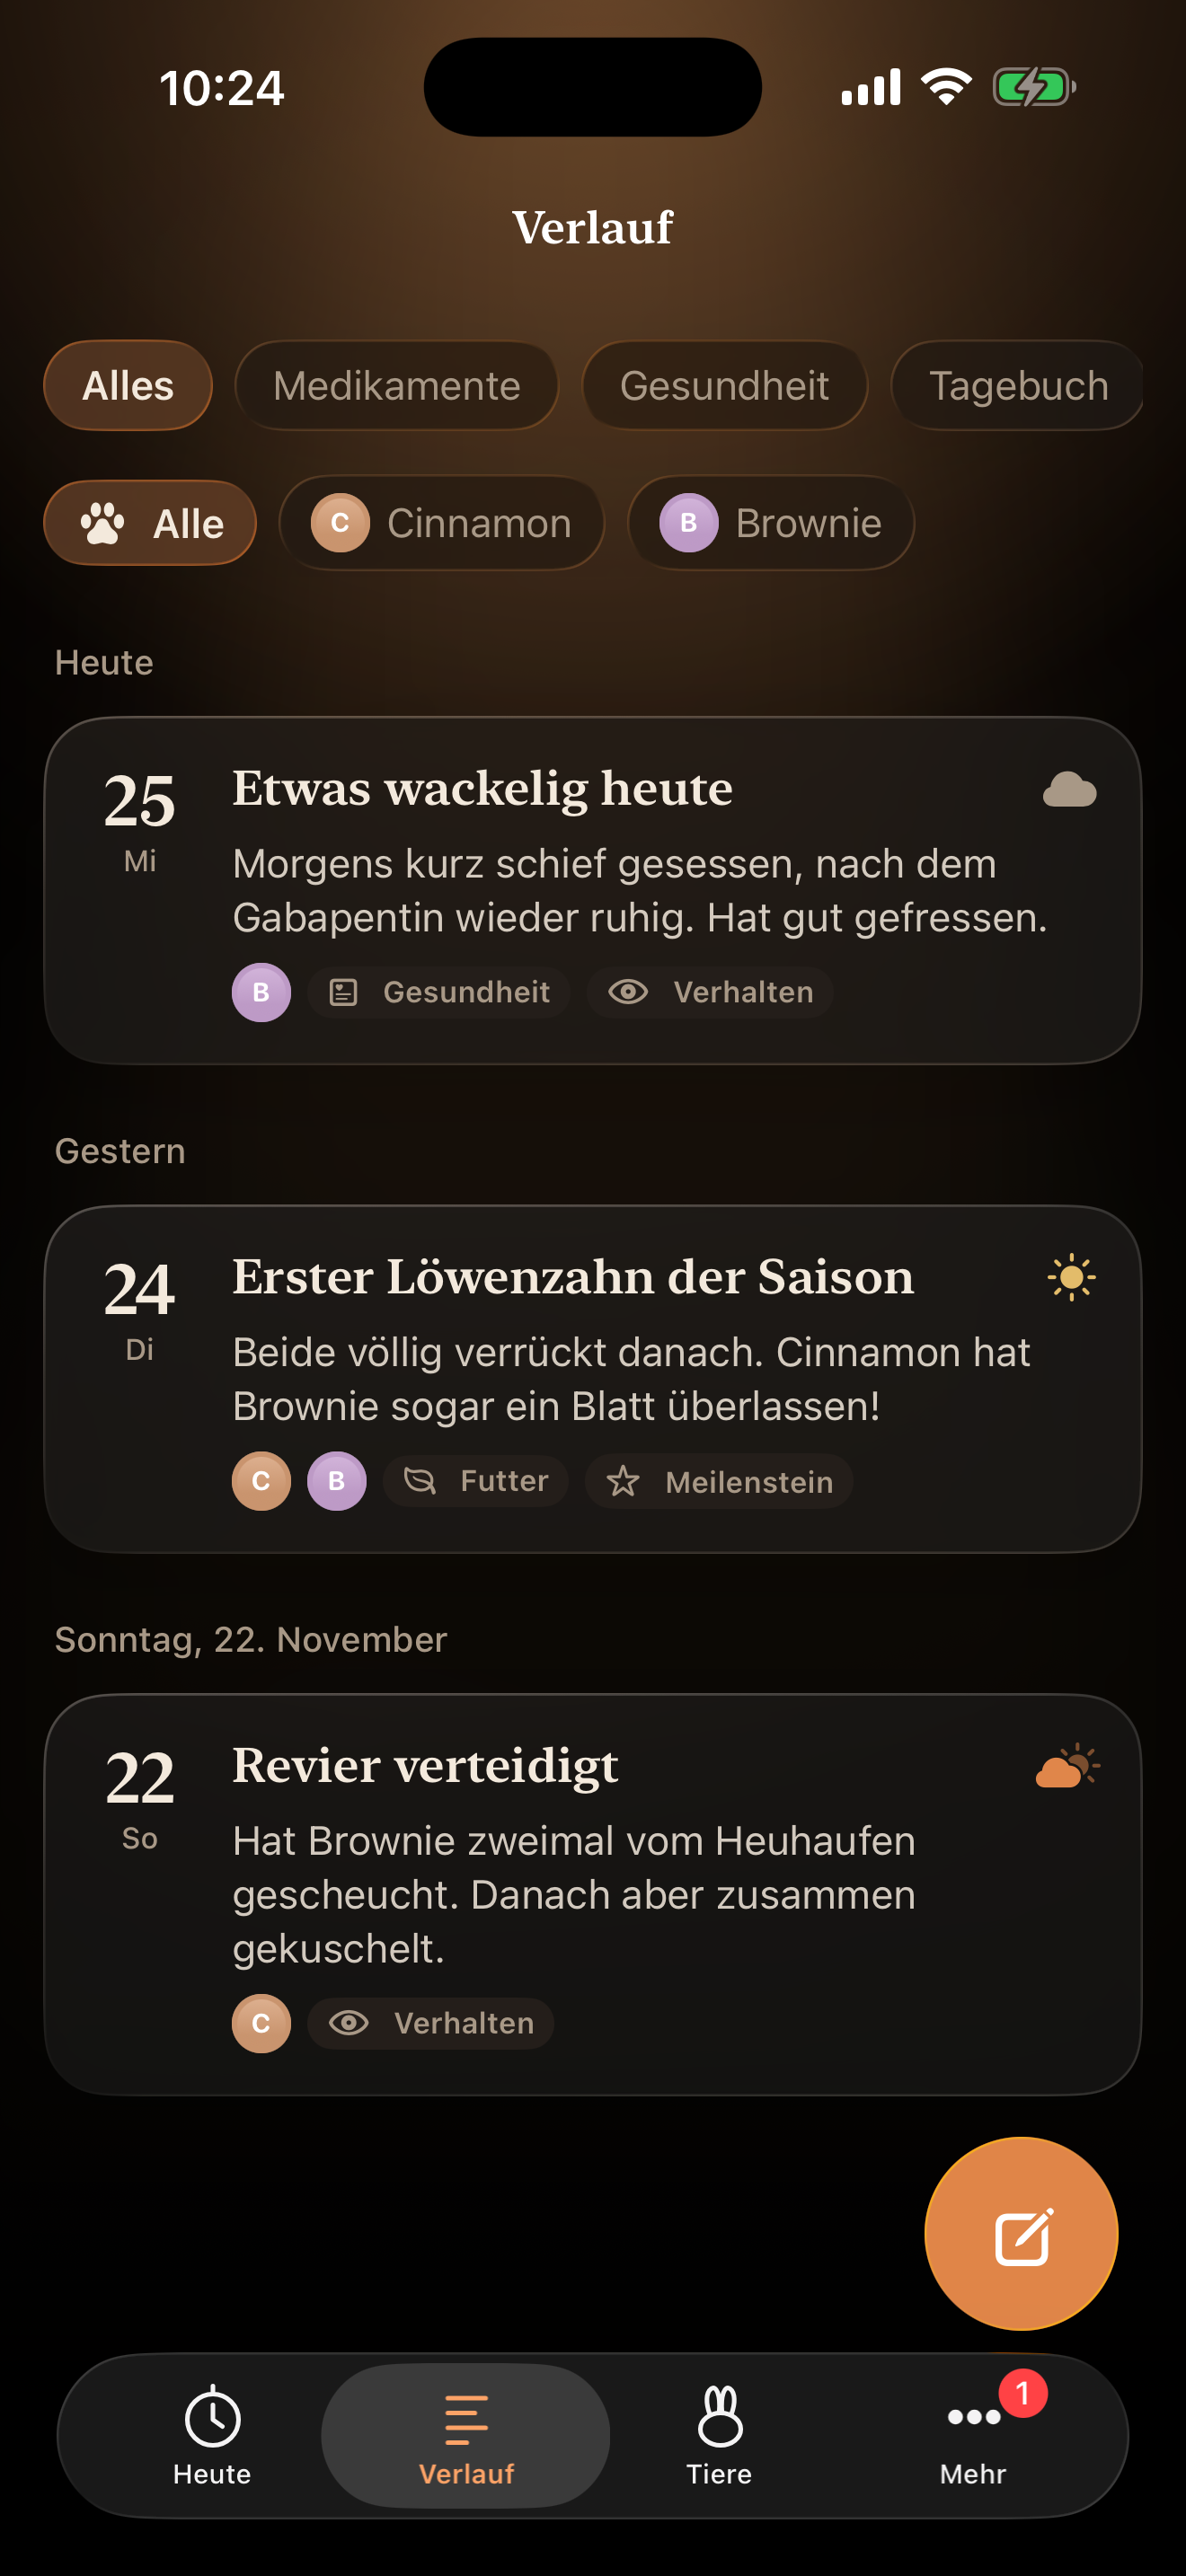 10:24
Verlauf
Alles Medikamente Gesundheit Tagebuch
Alle C Cinnamon B Brownie
Heute
25 Etwas wackelig heute
Mi Morgens kurz schief gesessen, nach dem
Gabapentin wieder ruhig. Hat gut gefressen.
B Gesundheit Verhalten
Gestern
24 Erster Löwenzahn der Saison
Di Beide völlig verrückt danach. Cinnamon hat
Brownie sogar ein Blatt überlassen!
C B Futter Meilenstein
Sonntag, 22. November
22 Revier verteidigt
So Hat Brownie zweimal vom Heuhaufen
gescheucht. Danach aber zusammen
gekuschelt.
C Verhalten
1
Heute Verlauf Tiere Mehr